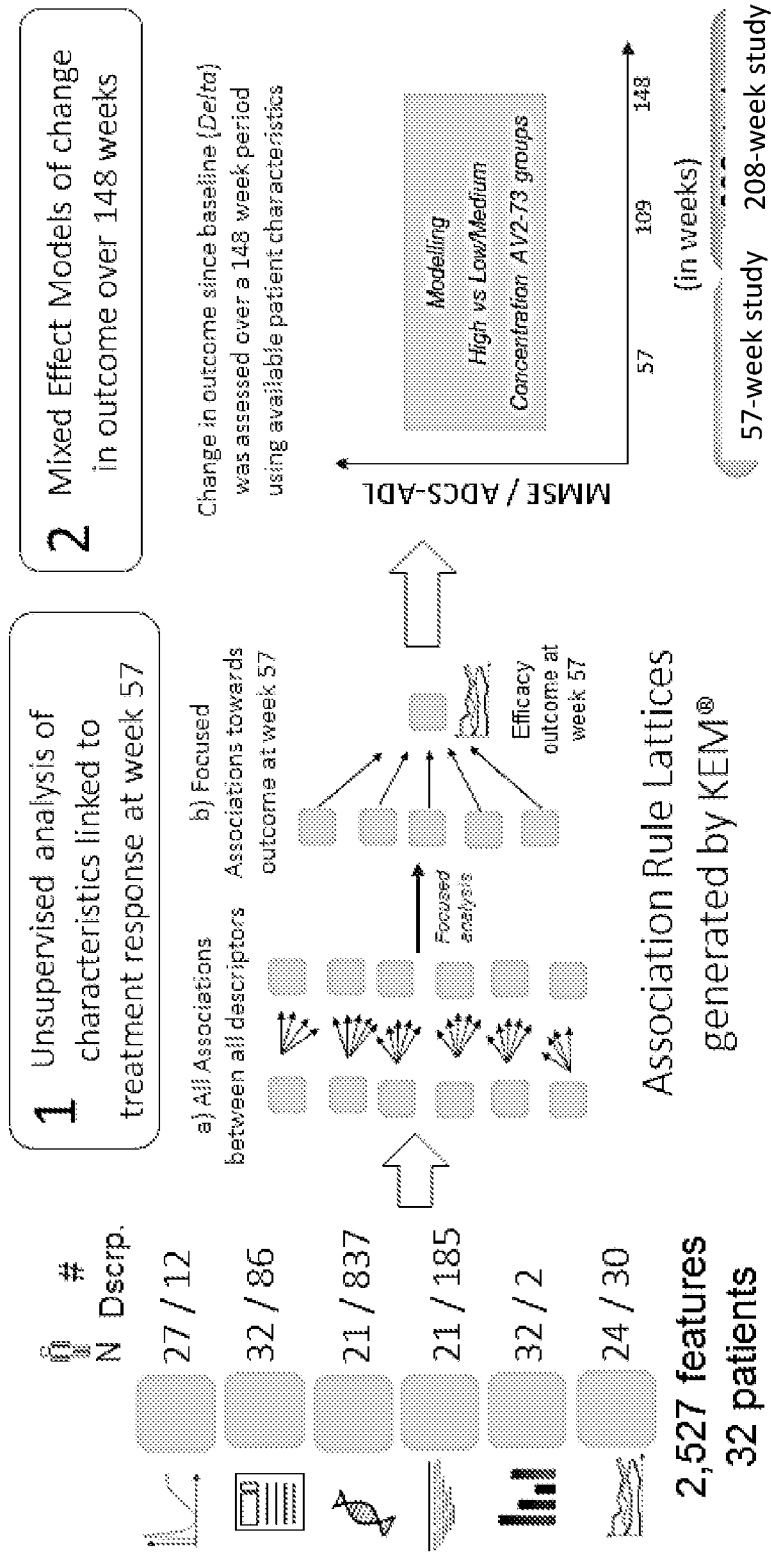 N
#
Dscrp.
27 / 12
32 / 86
21 / 837
21 / 185
32 / 2
24 / 30
2,527 features
32 patients
1 Unsupervised analysis of
characteristics linked to
treatment response at week 57
a) All Associations
between all descriptors
Focused
analysis
b) Focused
Associations towards
outcome at week 57
Efficacy
outcome at
week 57
Association Rule Lattices
generated by KEM®
2 Mixed Effect Models of change
in outcome over 148 weeks
Change in outcome since baseline (Delta)
was assessed over a 148 week period
using available patient characteristics
MMSE / ADCS-ADL
Modelling
High vs Low/Medium
Concentration AV2-73 groups
57
109
148
(in weeks)
57-week study
208-week study